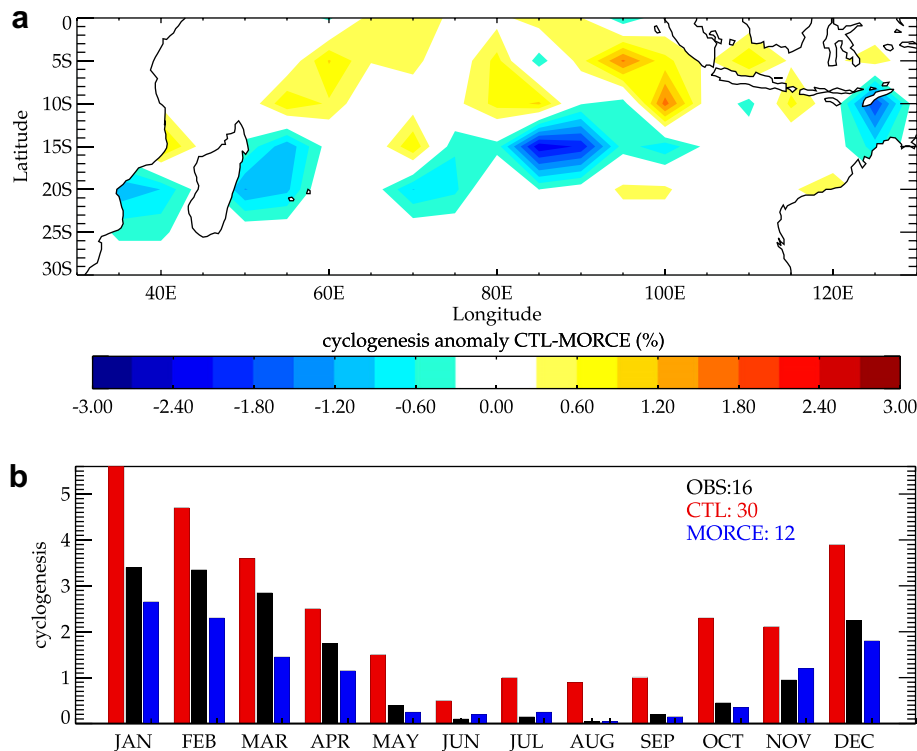 a
0
5S
10S
15S
20S
25S
30S
Latitude
40E 60E 80E 100E 120E
Longitude
cyclogenesis anomaly CTL-MORCE (%)
-3.00 -2.40 -1.80 -1.20 -0.60 0.00 0.60 1.20 1.80 2.40 3.00
b
5
4
3
2
1
0
cyclogenesis
OBS:16
CTL: 30
MORCE: 12
JAN FEB MAR APR MAY JUN JUL AUG SEP OCT NOV DEC